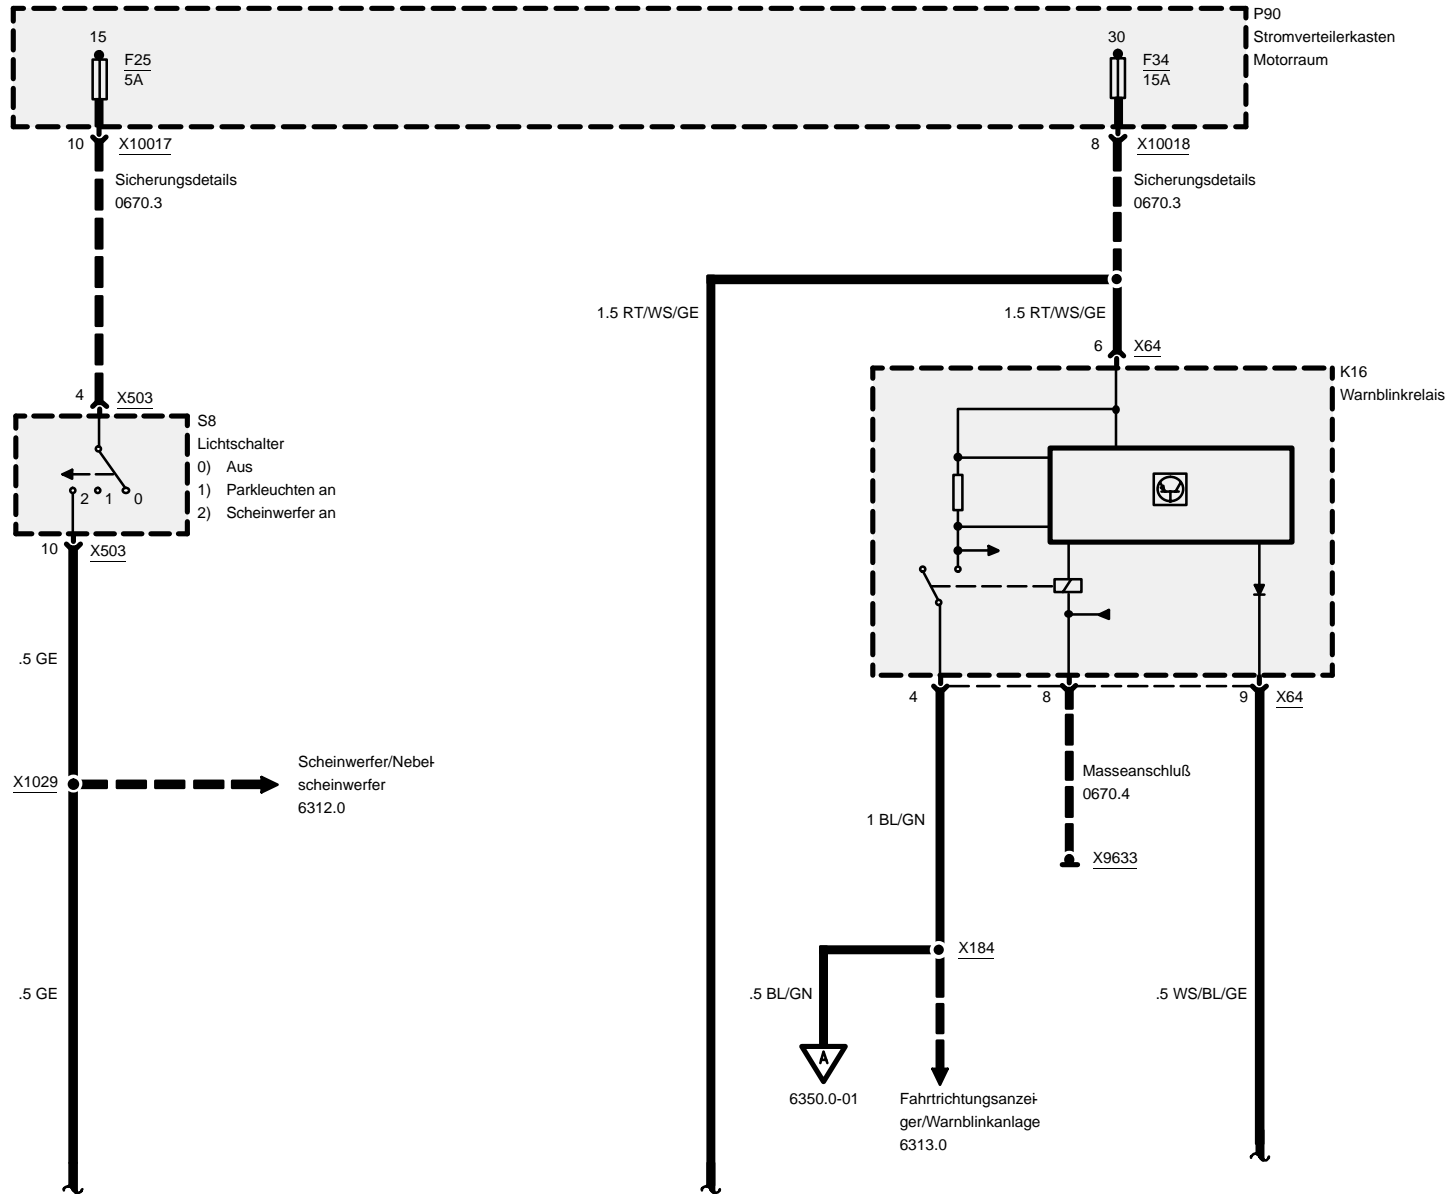 P90
Stromverteilerkasten
Motorraum
15
F25
5A
30
F34
15A
10
X10017
8
X10018
Sicherungsdetails
0670.3
Sicherungsdetails
0670.3
1.5 RT/WS/GE
1.5 RT/WS/GE
6
X64
4
X503
K16
Warnblinkrelais
S8
Lichtschalter
0) Aus
1) Parkleuchten an
2) Scheinwerfer an
2
1
0
10
X503
.5 GE
4
8
9
X64
Scheinwerfer/Nebel-
scheinwerfer
6312.0
X1029
Masseanschluß
0670.4
1 BL/GN
X9633
X184
.5 GE
.5 BL/GN
.5 WS/BL/GE
A
6350.0-01
Fahrtrichtungsanzei-
ger/Warnblinkanlage
6313.0